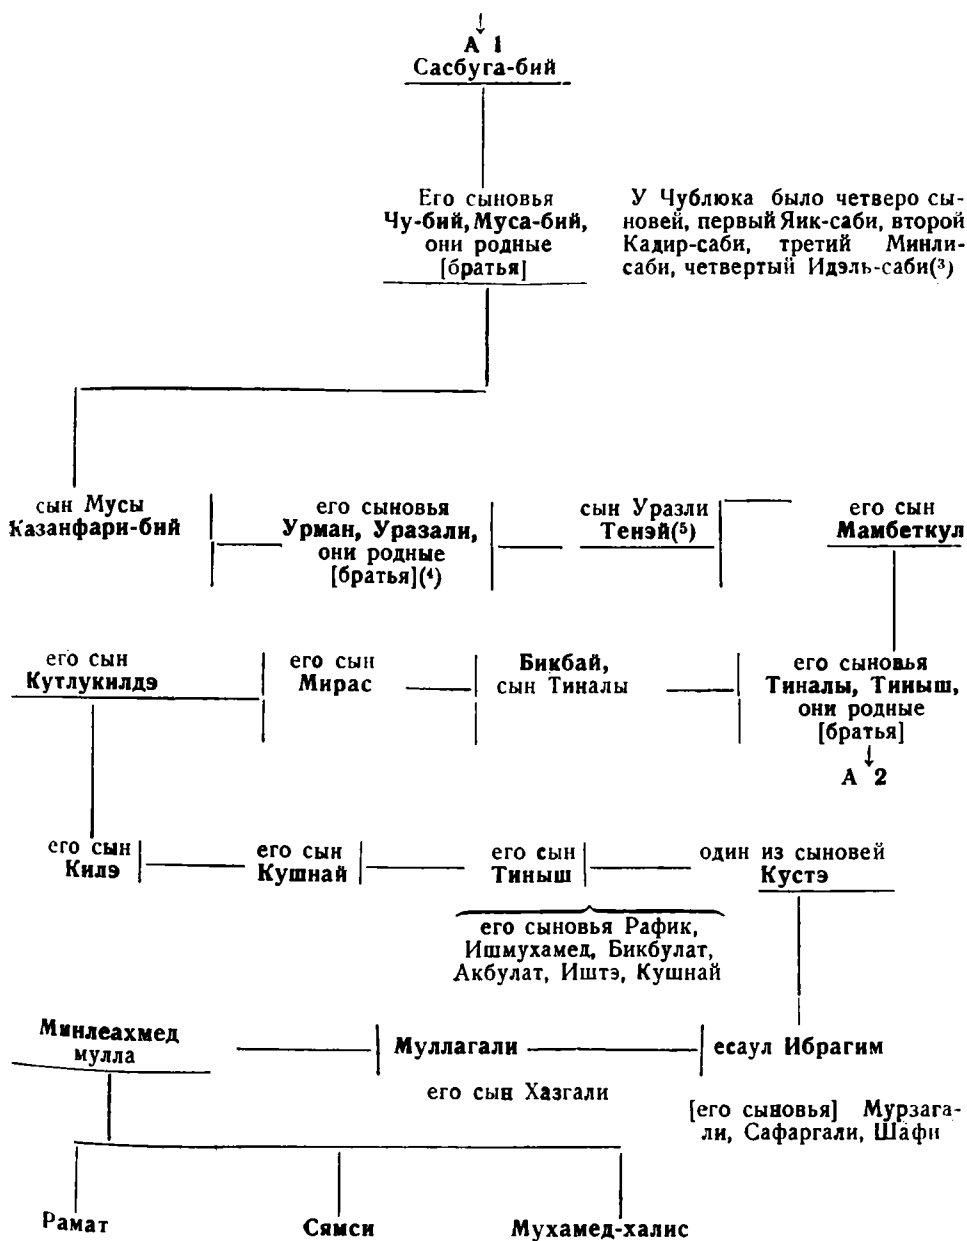 А 1
Сасбуга-бий
Его сыновья
Чу-бий, Муса-бий,
они родные
[братья]
У Чублюка было четверо сы-
новей, первый Яик-саби, второй
Кадир-саби, третий Минли-
саби, четвертый Идэль-саби(³)
сын Мусы
Казанфари-бий
его сыновья
Урман, Уразали,
они родные
[братья](⁴)
сын Уразли
Тенэй(⁵)
его сын
Мамбеткул
его сын
Кутлукилдэ
его сын
Мирас
Бикбай,
сын Тиналы
его сыновья
Тиналы, Тиныш,
они родные
[братья]
А 2
его сын
Килэ
его сын
Кушнай
его сын
Тиныш
один из сыновей
Кустэ
его сыновья Рафик,
Ишмухамед, Бикбулат,
Акбулат, Иштэ, Кушнай
Минлеахмед
мулла
Муллагали
есаул Ибрагим
его сын Хазгали
[его сыновья] Мурзага-
ли, Сафаргали, Шафи
Рамат
Сямси
Мухамед-халис